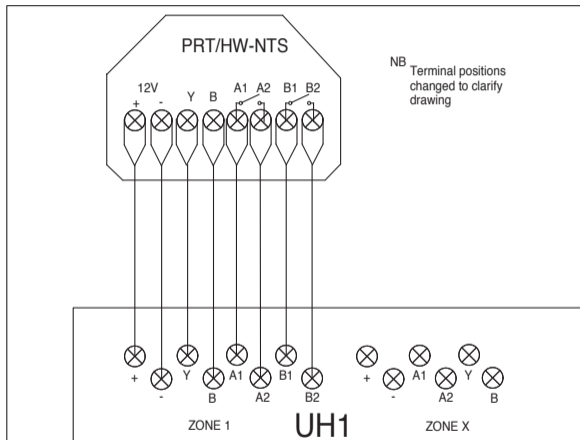 PRT/HW-NTS
NB Terminal positions
changed to clarify
drawing
12V
+ - Y B A1 A2 B1 B2
+ Y A1 B1 + A1 Y
- B A2 B2 - A2 B
ZONE 1 UH1 ZONE X